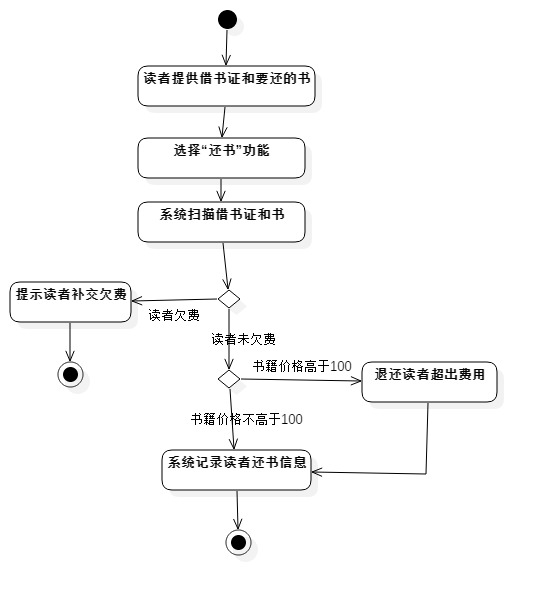 读者提供借书证和要还的书
选择“还书”功能
系统扫描借书证和书
提示读者补交欠费
读者欠费
读者未欠费
书籍价格高于100
退还读者超出费用
书籍价格不高于100
系统记录读者还书信息